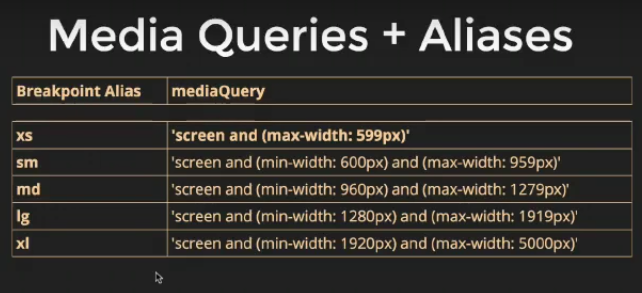 Media Queries + Aliases
Breakpoint Alias mediaQuery
xs 'screen and (max-width: 599px)'
sm 'screen and (min-width: 600px) and (max-width: 959px)'
md 'screen and (min-width: 960px) and (max-width: 1279px)'
lg 'screen and (min-width: 1280px) and (max-width: 1919px)'
xl 'screen and (min-width: 1920px) and (max-width: 5000px)'